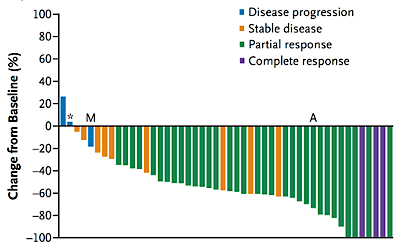 Change from Baseline (%)
100
80
60
40
20
0
−20
−40
−60
−80
−100
Disease progression
Stable disease
Partial response
Complete response
* M A